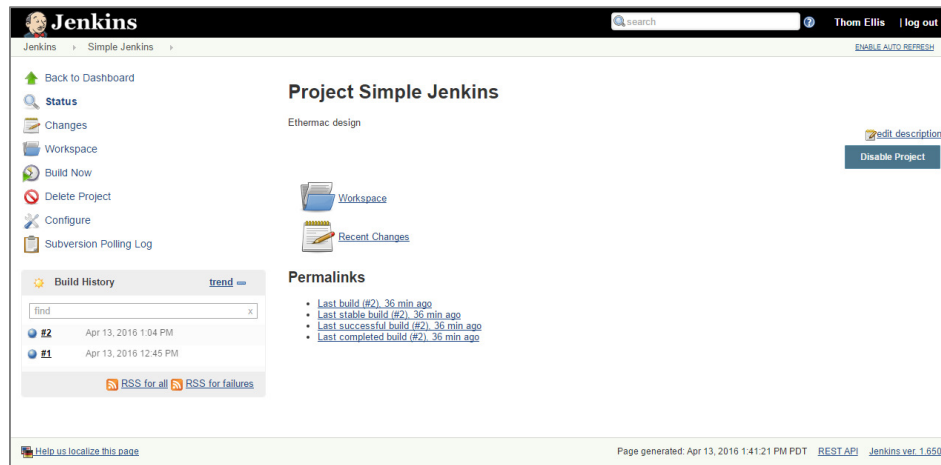 Jenkins
search
Thom Ellis | log out
Jenkins Simple Jenkins
ENABLE AUTO REFRESH
Back to Dashboard
Status
Changes
Workspace
Build Now
Delete Project
Configure
Subversion Polling Log
Build History trend
find x
#2 Apr 13, 2016 1:04 PM
#1 Apr 13, 2016 12:45 PM
RSS for all RSS for failures
Project Simple Jenkins
Ethermac design
edit description
Disable Project
Workspace
Recent Changes
Permalinks
Last build (#2), 36 min ago
Last stable build (#2), 36 min ago
Last successful build (#2), 36 min ago
Last completed build (#2), 36 min ago
Help us localize this page
Page generated: Apr 13, 2016 1:41:21 PM PDT REST API Jenkins ver. 1.650